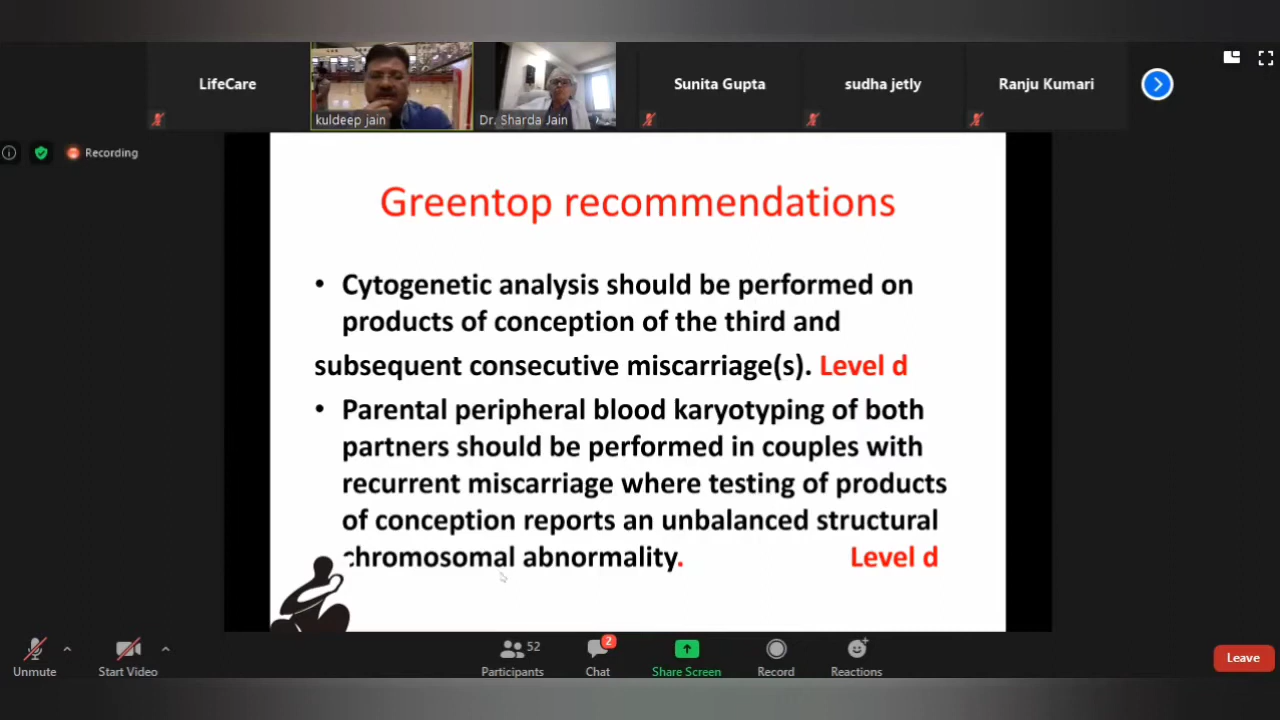 LifeCare
kuldeep jain
Dr. Sharda Jain
Sunita Gupta
sudha jetly
Ranju Kumari
Recording
Greentop recommendations
• Cytogenetic analysis should be performed on
products of conception of the third and
subsequent consecutive miscarriage(s). Level d
• Parental peripheral blood karyotyping of both
partners should be performed in couples with
recurrent miscarriage where testing of products
of conception reports an unbalanced structural
chromosomal abnormality. Level d
Unmute
Start Video
52
Participants
2
Chat
Share Screen
Record
Reactions
Leave